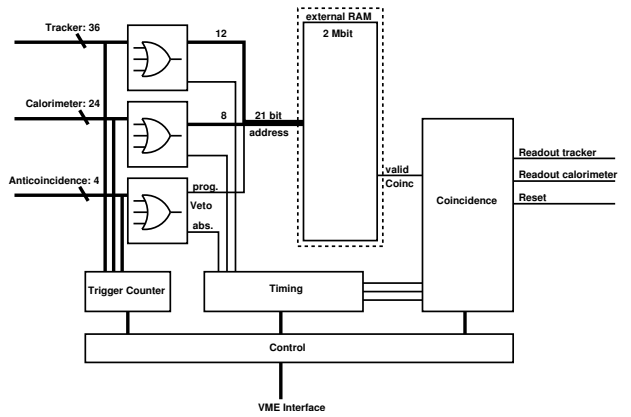 Tracker: 36
12
external RAM
2 Mbit
Calorimeter: 24
8
21 bit
address
Anticoincidence: 4
prog.
Veto
abs.
valid
Coinc
Coincidence
Readout tracker
Readout calorimeter
Reset
Trigger Counter
Timing
Control
VME Interface